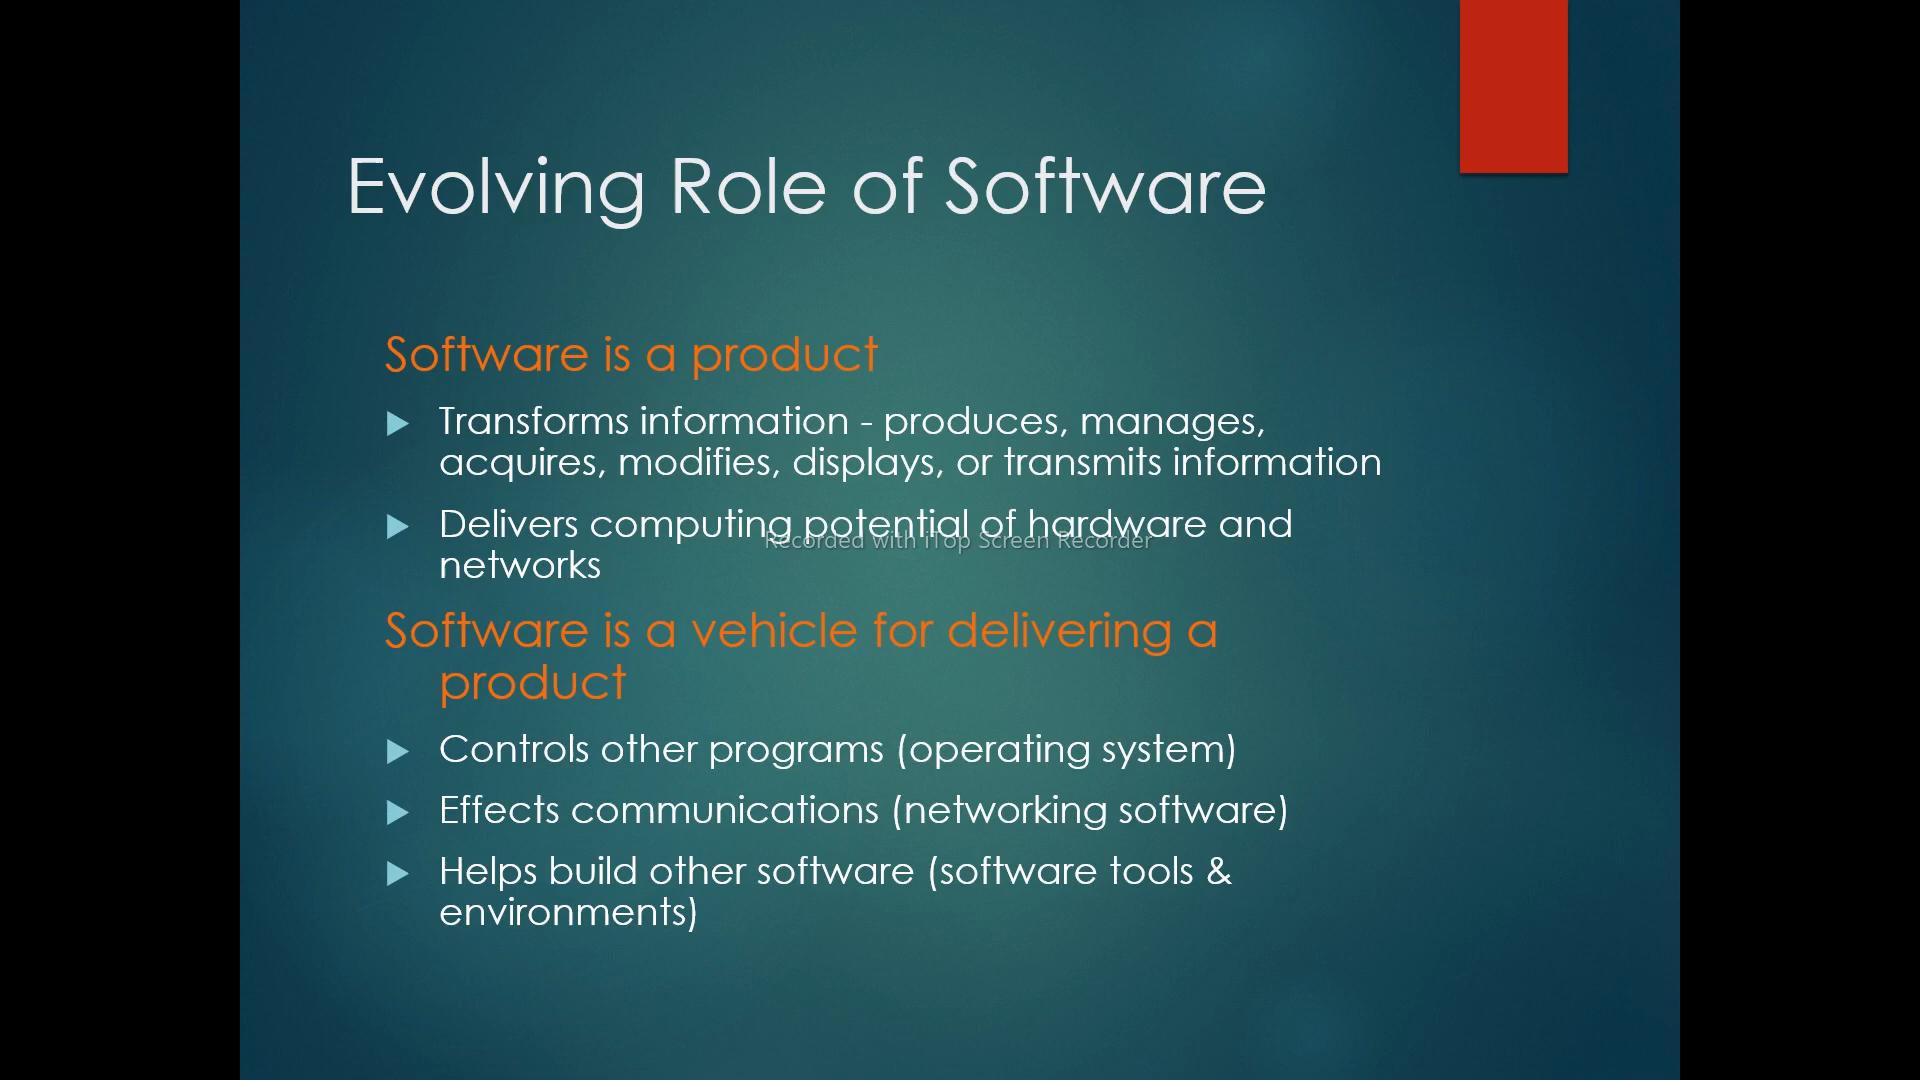 Evolving Role of Software
Software is a product
Transforms information - produces, manages,
acquires, modifies, displays, or transmits information
Delivers computing potential of hardware and
networks
Recorded with iTop Screen Recorder
Software is a vehicle for delivering a
product
Controls other programs (operating system)
Effects communications (networking software)
Helps build other software (software tools &
environments)